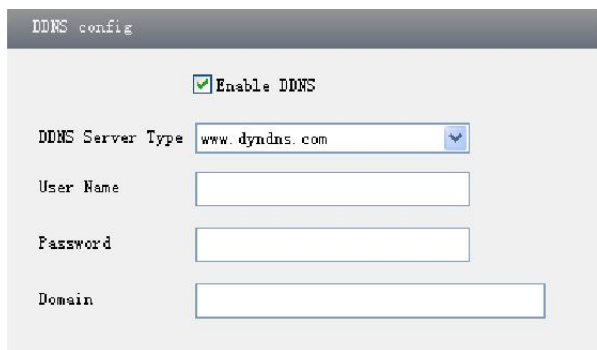 DDNS config
Enable DDNS
DDNS Server Type www.dyndns.com
User Name
Password
Domain